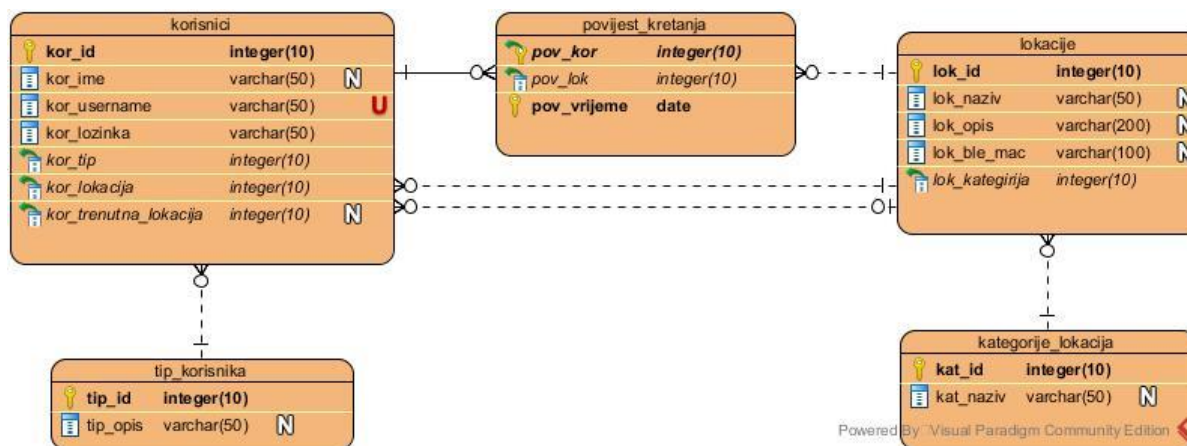 korisnici
kor_id integer(10)
kor_ime varchar(50) N
kor_username varchar(50) U
kor_lozinka varchar(50)
kor_tip integer(10)
kor_lokacija integer(10)
kor_trenutna_lokacija integer(10) N
povijest_kretanja
pov_kor integer(10)
pov_lok integer(10)
pov_vrijeme date
lokacije
lok_id integer(10)
lok_naziv varchar(50) N
lok_opis varchar(200) N
lok_ble_mac varchar(100) N
lok_kategirija integer(10)
tip_korisnika
tip_id integer(10)
tip_opis varchar(50) N
kategorije_lokacija
kat_id integer(10)
kat_naziv varchar(50) N
Powered By Visual Paradigm Community Edition